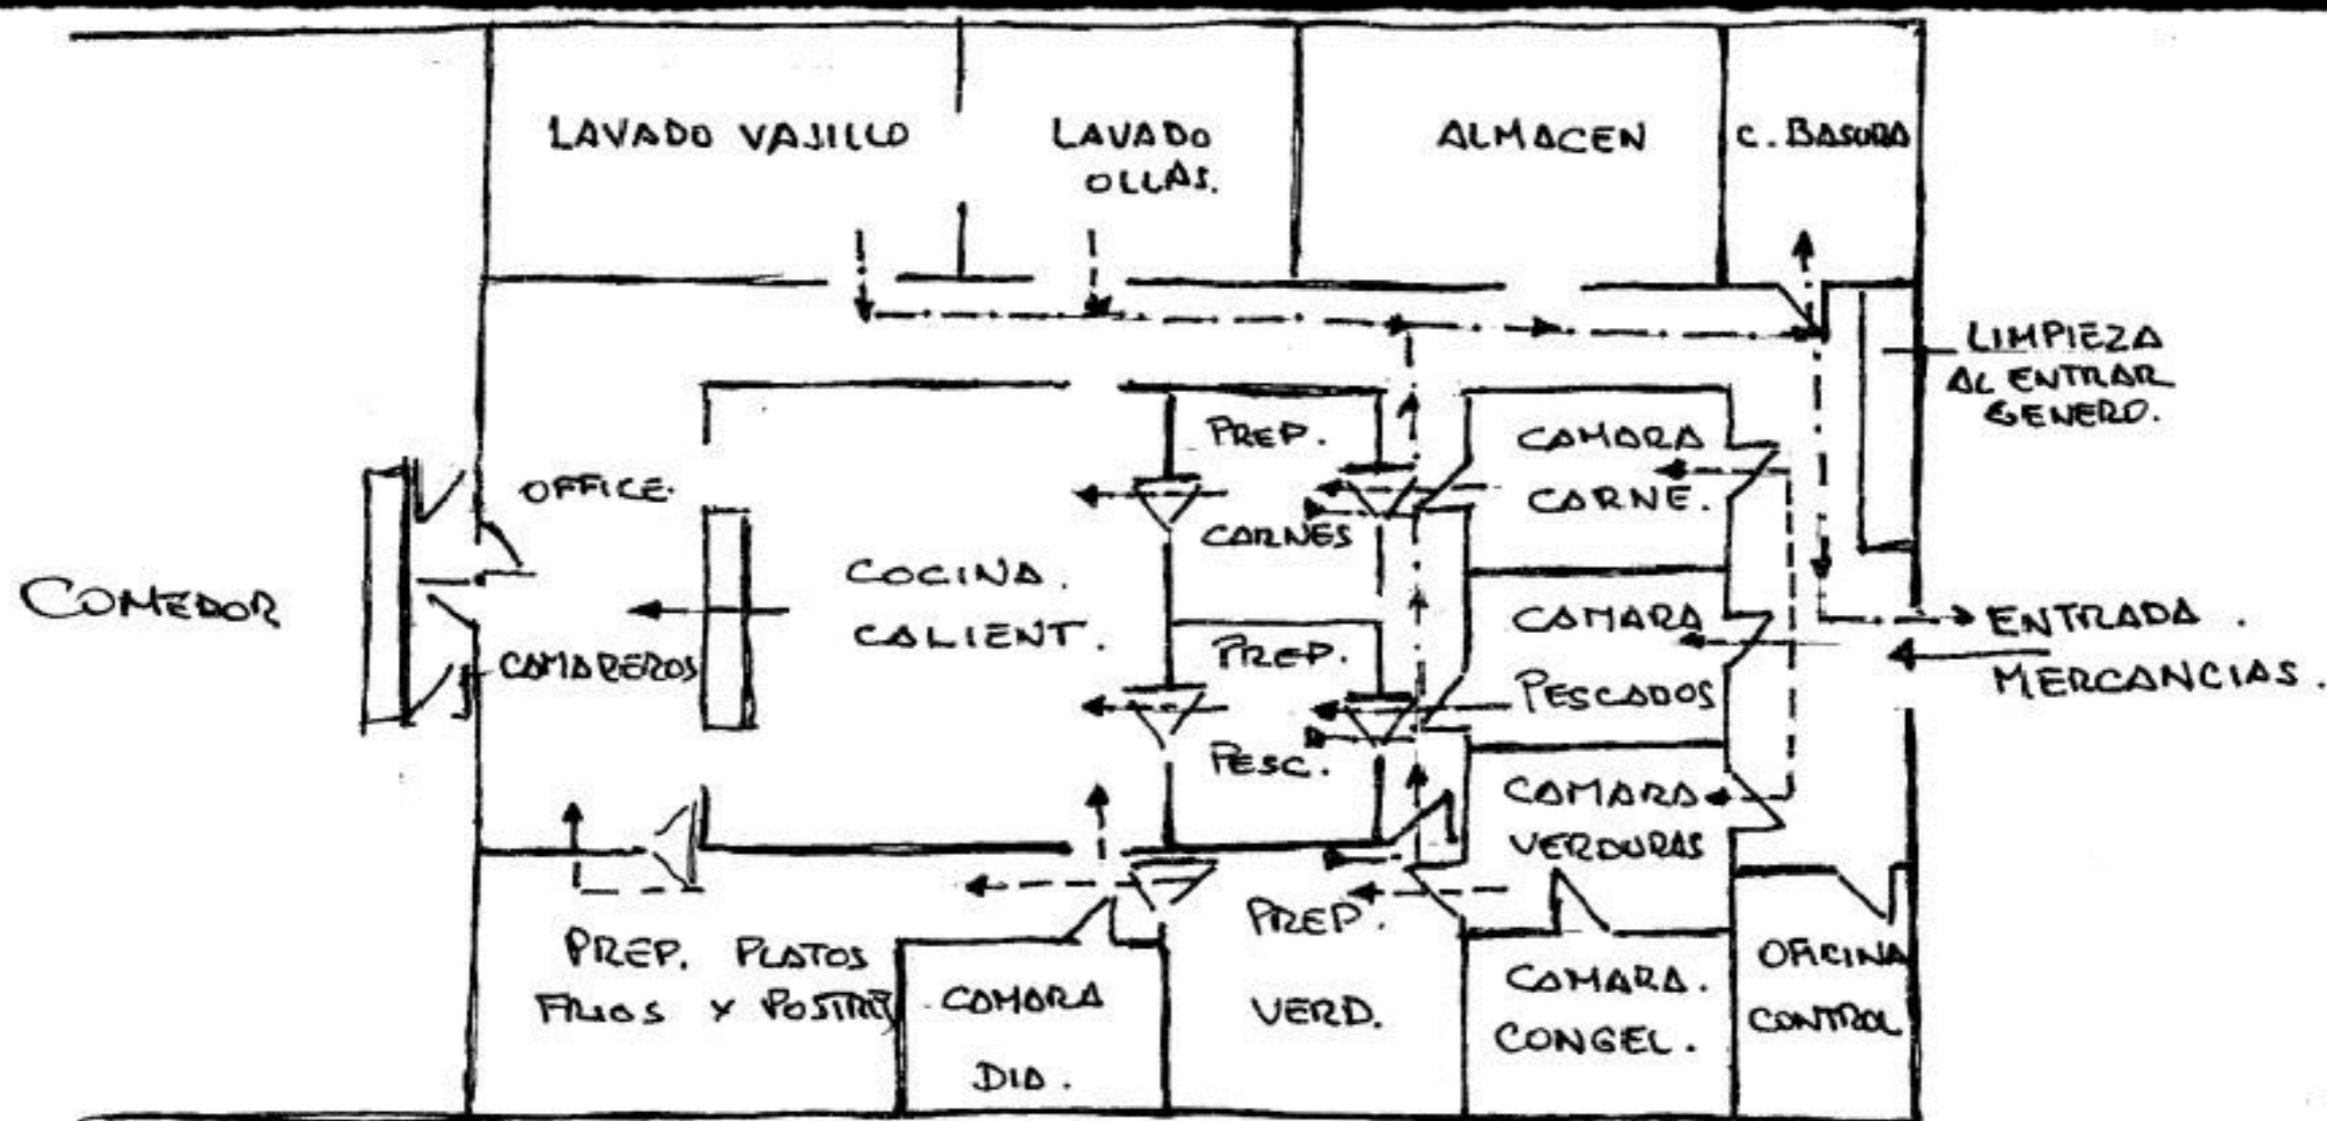 LAVADO VAJILLO
LAVADO
OLLAS.
ALMACEN
C. BASURA
LIMPIEZA
AL ENTRAR
GENERO.
PREP.
CARNES
CAMARA
CARNE.
OFFICE.
COCINA.
CALIENT.
COMEDOR
CAMAREROS
PREP.
PESC.
CAMARA
PESCADOS
ENTRADA.
MERCANCIAS.
CAMARA
VERDURAS
PREP. PLATOS
FRIOS Y POSTRES
CAMARA
DIA.
PREP.
VERD.
CAMARA.
CONGEL.
OFICINA
CONTROL